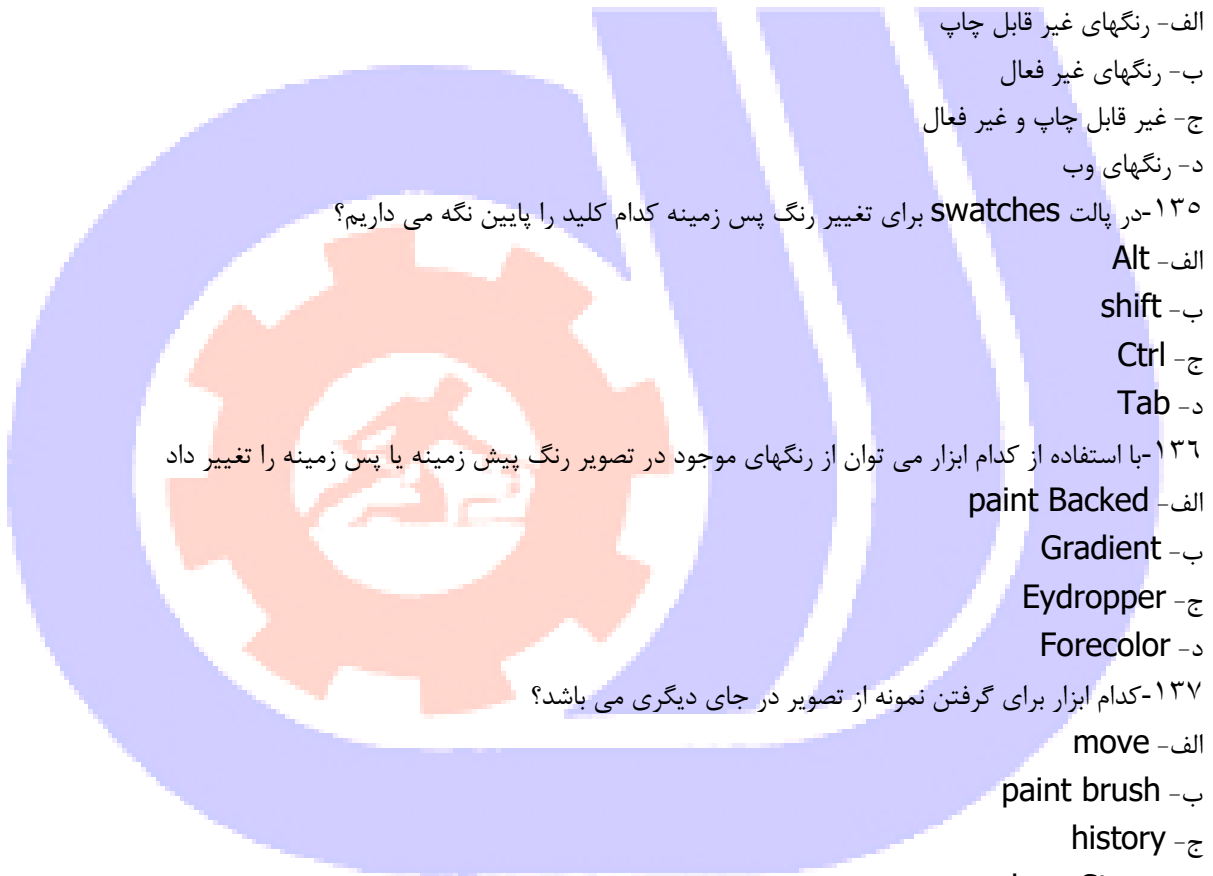 الف- رنگهای غیر قابل چاپ
ب- رنگهای غیر فعال
ج- غیر قابل چاپ و غیر فعال
د- رنگهای وب
۱۳۵-در پالت swatches برای تغییر رنگ پس زمینه کدام کلید را پایین نگه می داریم؟
الف- Alt
ب- shift
ج- Ctrl
د- Tab
۱۳۶-با استفاده از کدام ابزار می توان از رنگهای موجود در تصویر رنگ پیش زمینه یا پس زمینه را تغییر داد
الف- paint Backed
ب- Gradient
ج- Eydropper
د- Forecolor
۱۳۷-کدام ابزار برای گرفتن نمونه از تصویر در جای دیگری می باشد؟
الف- move
ب- paint brush
ج- history